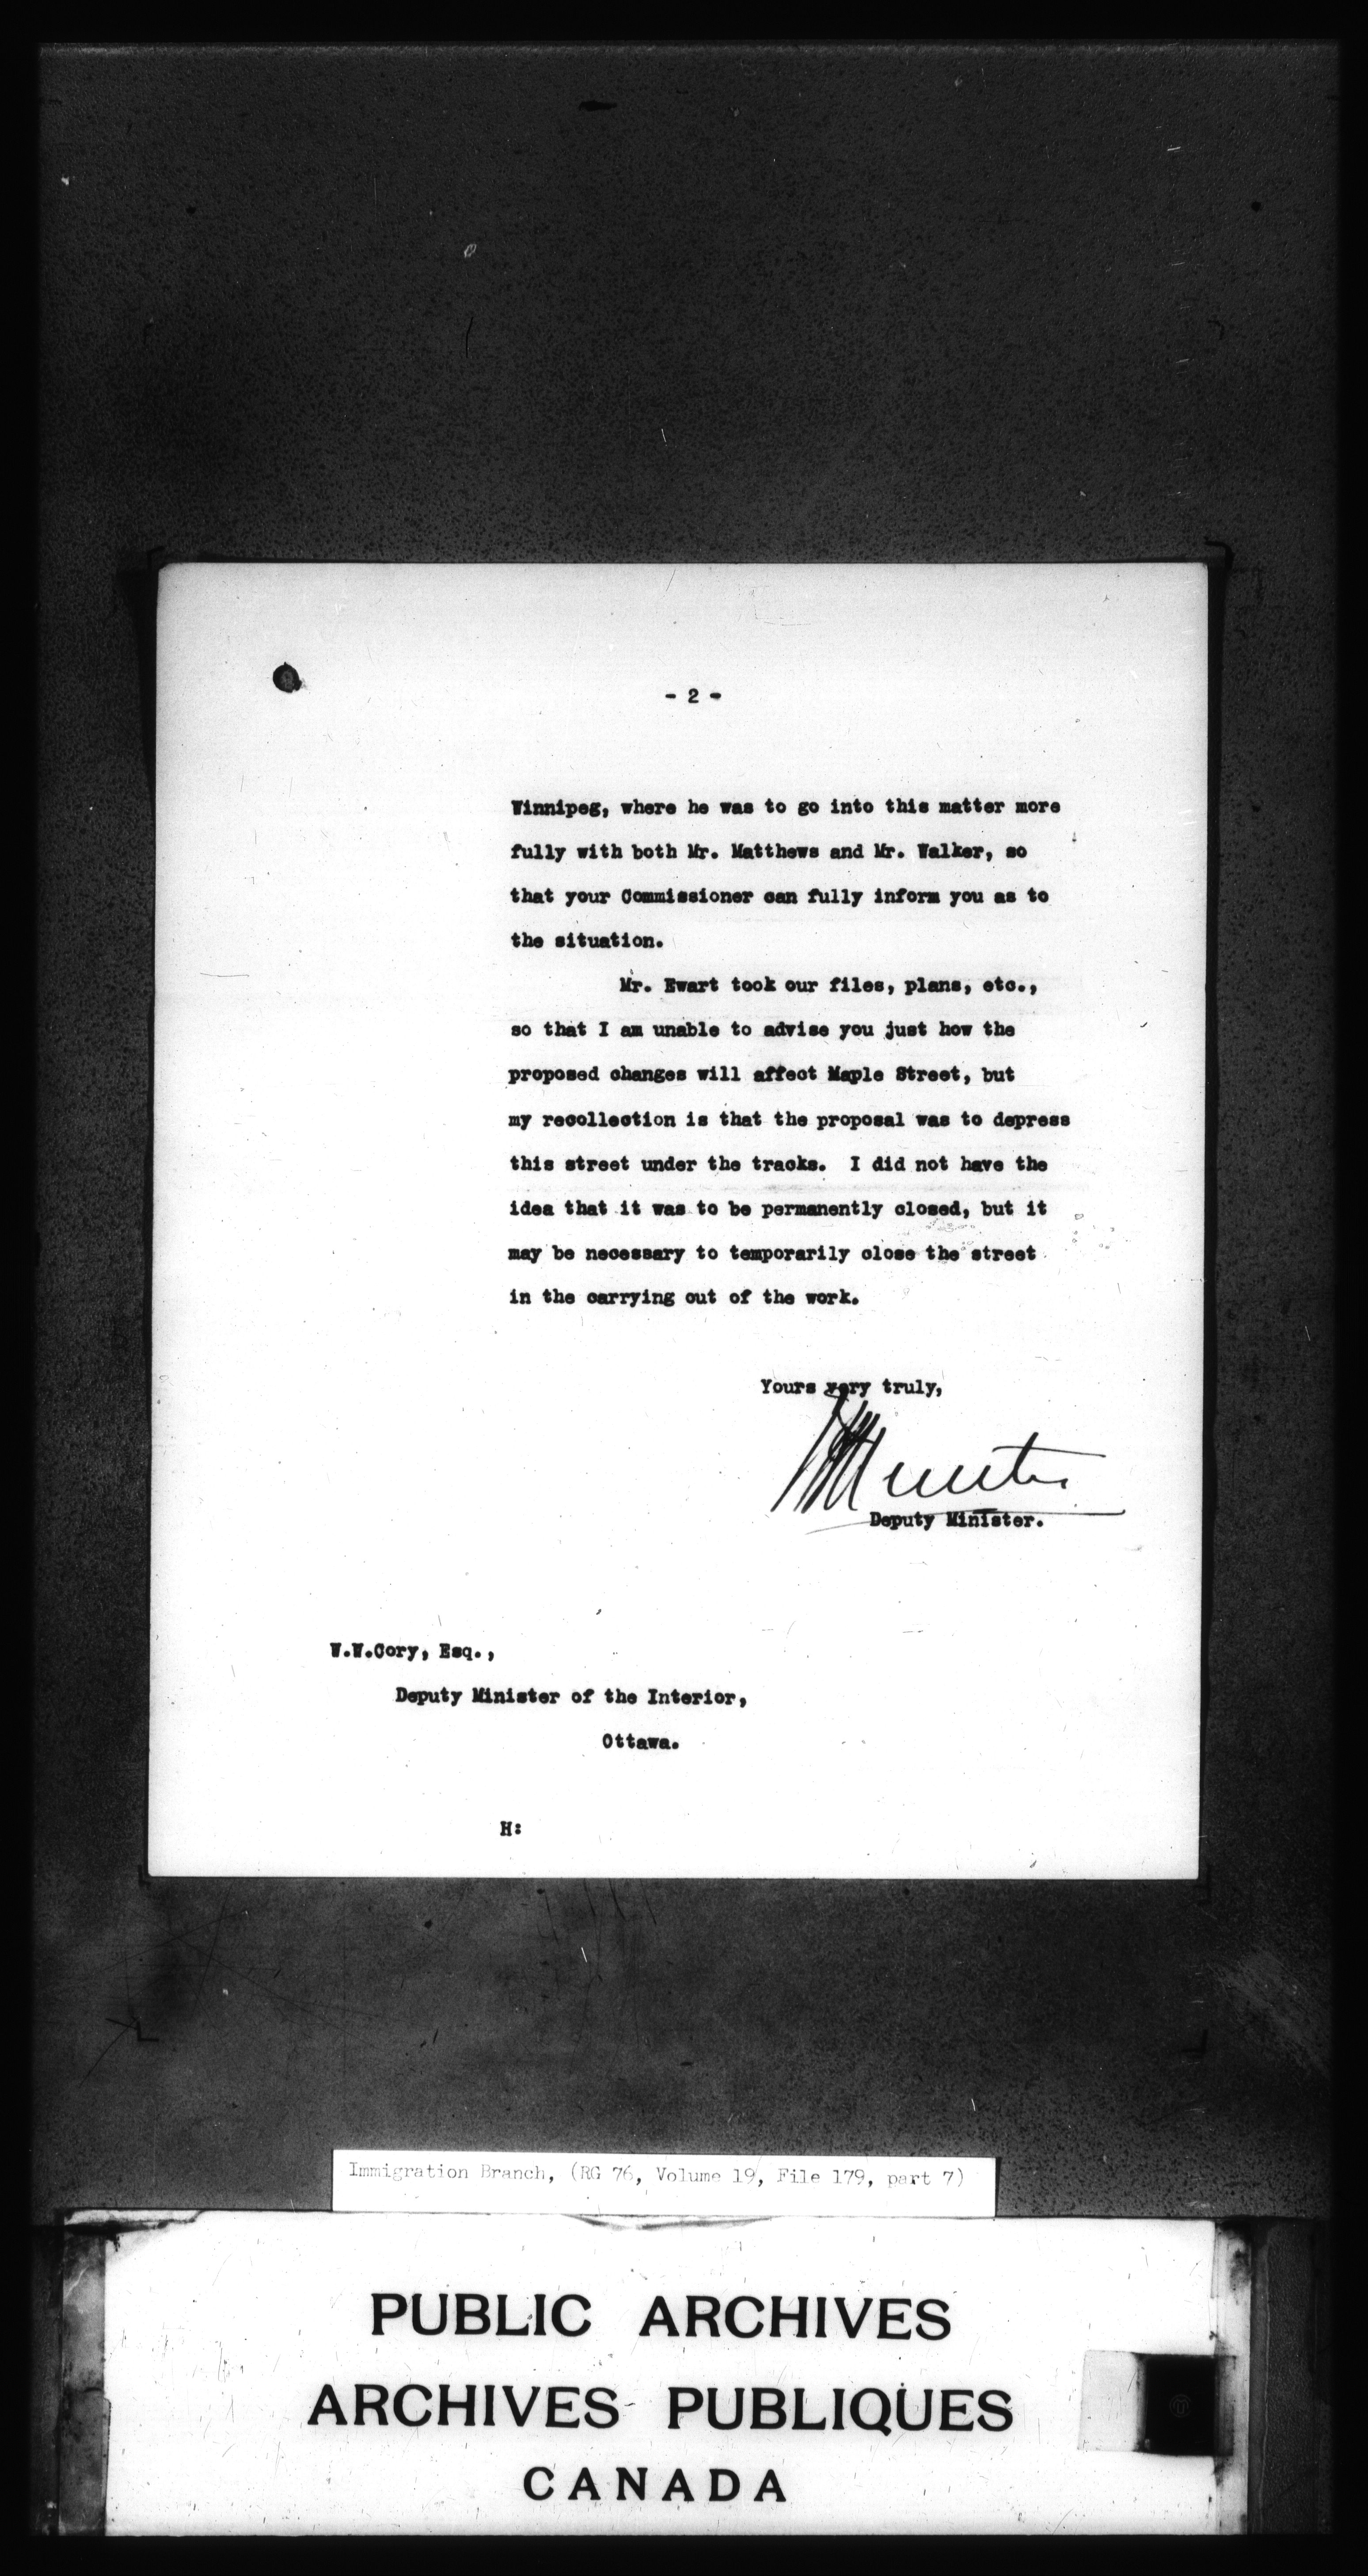 - 2 -
Winnipeg, where he was to go into this matter more
fully with both Mr. Matthews and Mr. Walker, so
that your Commissioner can fully inform you as to
the situation.
Mr. Ewart took our files, plans, etc.,
so that I am unable to advise you just how the
proposed changes will affect Maple Street, but
my recollection is that the proposal was to depress
this street under the tracks. I did not have the
idea that it was to be permanently closed, but it
may be necessary to temporarily close the street
in the carrying out of the work.
Yours very truly,
Hunter
Deputy Minister.
W.W.Cory, Esq.,
Deputy Minister of the Interior,
Ottawa.
H:
Immigration Branch, (RG 76, Volume 19, File 179, part 7)
PUBLIC ARCHIVES
ARCHIVES PUBLIQUES
CANADA